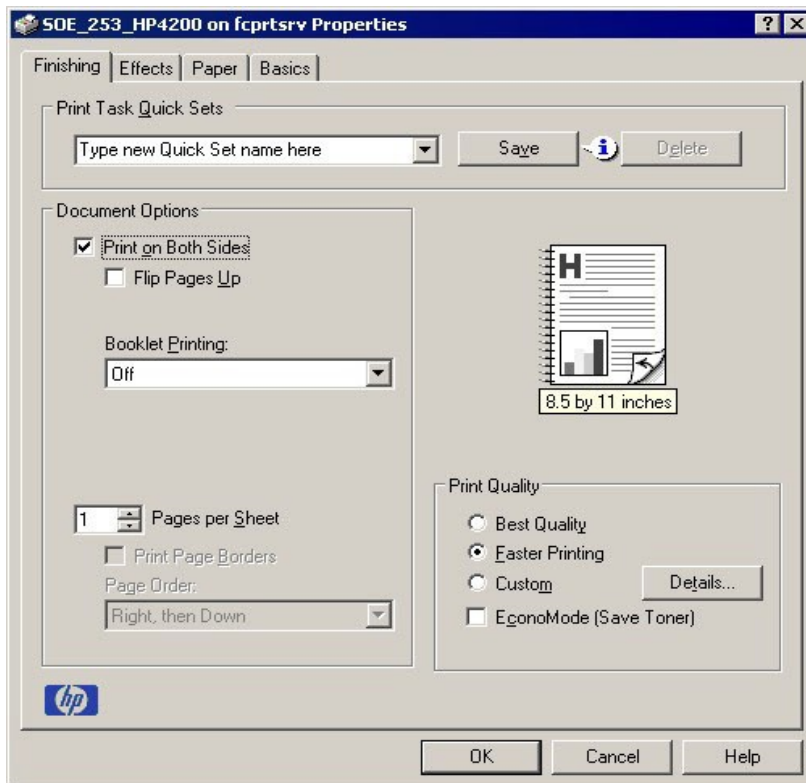 SOE_253_HP4200 on fcprtsrv Properties
Finishing Effects Paper Basics
Print Task Quick Sets
Type new Quick Set name here Save Delete
Document Options
Print on Both Sides
Flip Pages Up
Booklet Printing:
Off
H
8.5 by 11 inches
1 Pages per Sheet
Print Page Borders
Page Order:
Right, then Down
Print Quality
Best Quality
Faster Printing
Custom Details...
EconoMode (Save Toner)
hp
OK Cancel Help